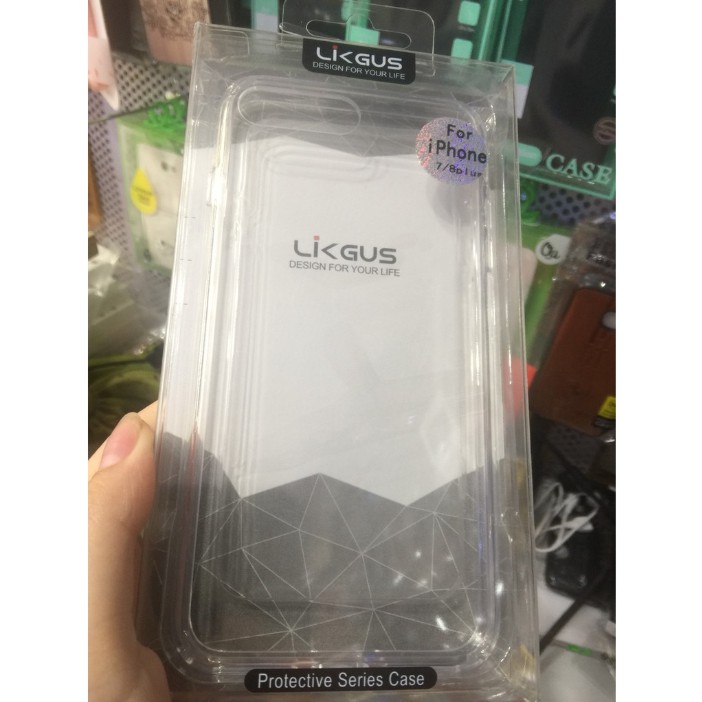 LIKGUS
DESIGN FOR YOUR LIFE
For
iPhone
7/8plus
CASE
LIKGUS
DESIGN FOR YOUR LIFE
Protective Series Case